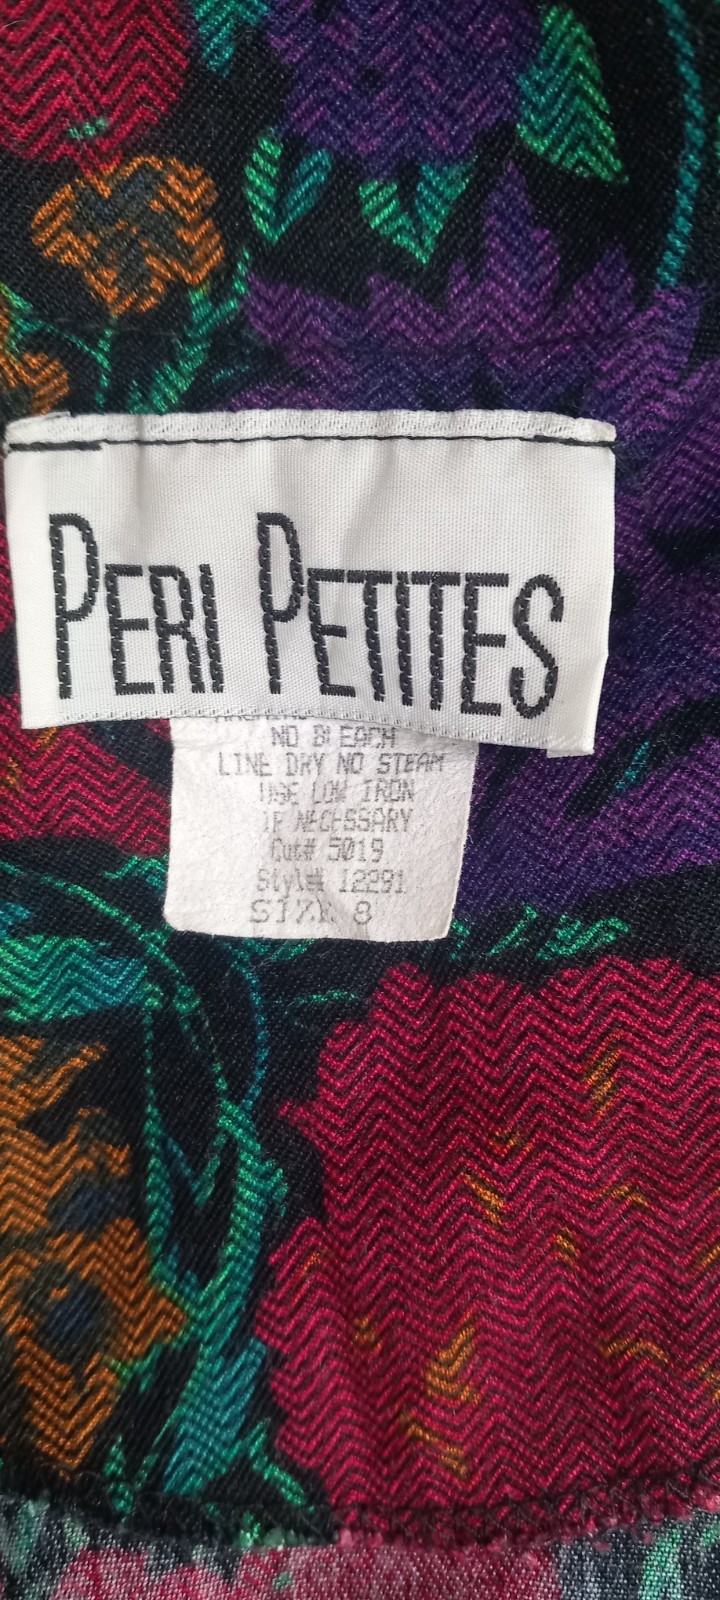 PERI PETITES
NO BLEACH
LINE DRY NO STEAM
USE LOW IRON
IF NECESSARY
Cut# 5019
Style# 12291
SIZE 8